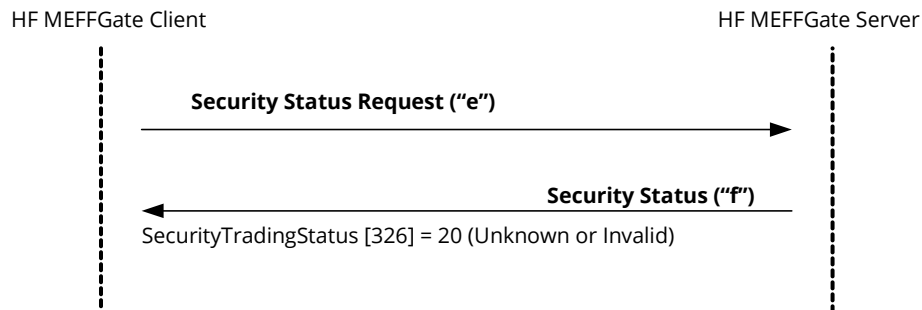 HF MEFFGate Client
HF MEFFGate Server
Security Status Request (“e”)
Security Status (“f”)
SecurityTradingStatus [326] = 20 (Unknown or Invalid)